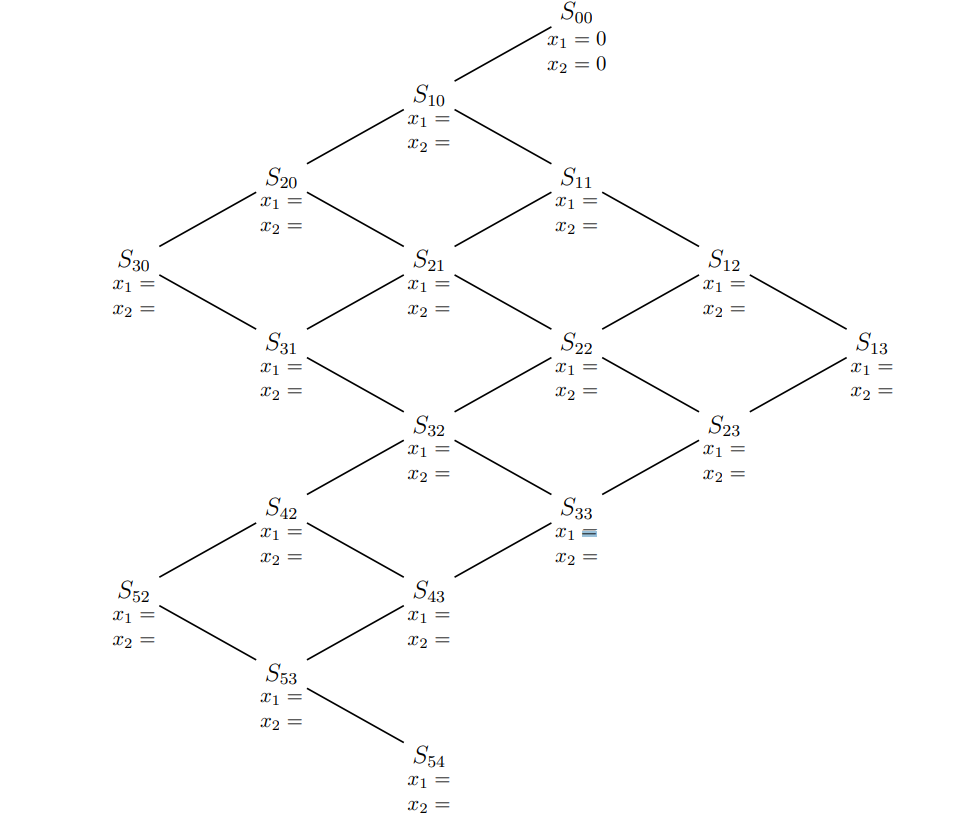 S₀₀
x₁ = 0
x₂ = 0
S₁₀
x₁ =
x₂ =
S₂₀ S₁₁
x₁ = x₁ =
x₂ = x₂ =
S₃₀ S₂₁ S₁₂
x₁ = x₁ = x₁ =
x₂ = x₂ = x₂ =
S₃₁ S₂₂ S₁₃
x₁ = x₁ = x₁ =
x₂ = x₂ = x₂ =
S₃₂ S₂₃
x₁ = x₁ =
x₂ = x₂ =
S₄₂ S₃₃
x₁ = x₁ =
x₂ = x₂ =
S₅₂ S₄₃
x₁ = x₁ =
x₂ = x₂ =
S₅₃
x₁ =
x₂ =
S₅₄
x₁ =
x₂ =